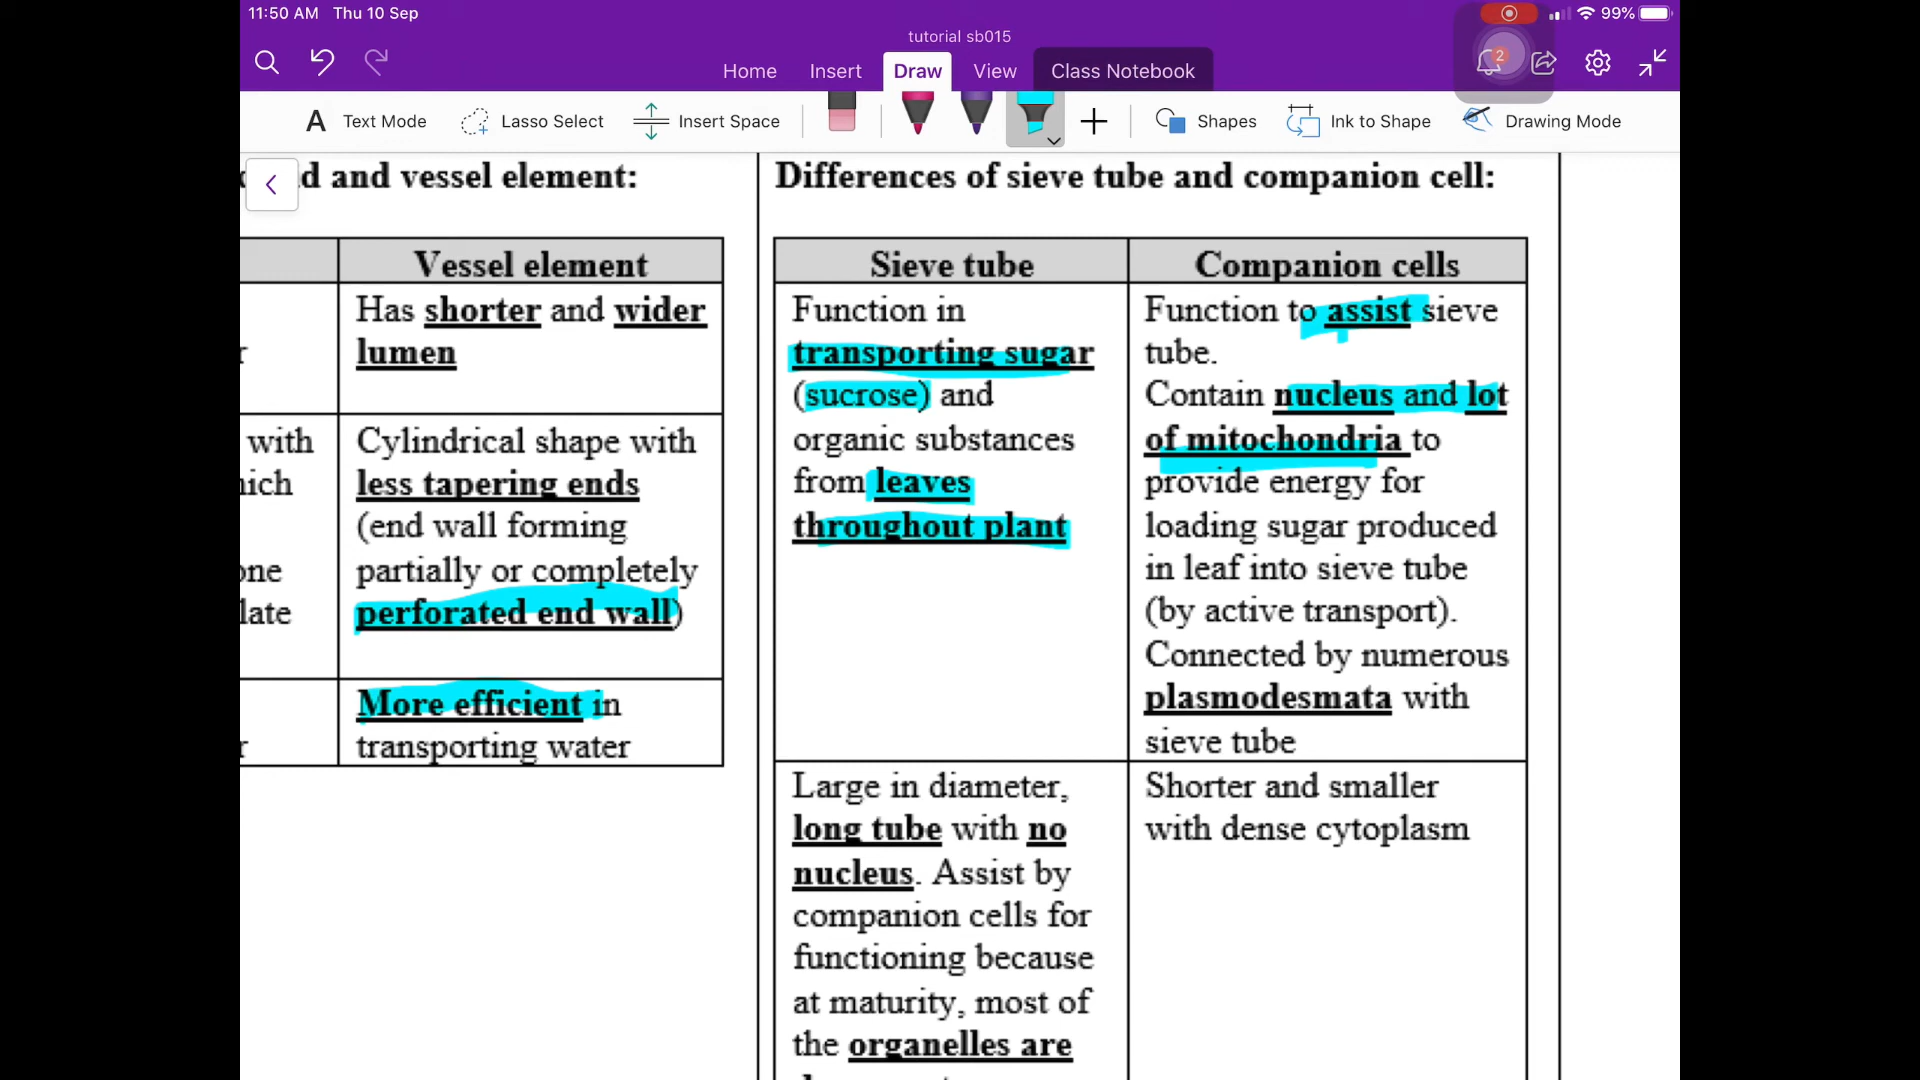 11:50 AM Thu 10 Sep
99%
tutorial sb015
2
Home Insert Draw View Class Notebook
A Text Mode Lasso Select Insert Space Shapes Ink to Shape Drawing Mode
d and vessel element:
Vessel element
Has shorter and wider
lumen
r
with
Cylindrical shape with
less tapering ends
(end wall forming
partially or completely
perforated end wall)
More efficient in
transporting water
r
Differences of sieve tube and companion cell:
Sieve tube
Companion cells
Function in
transporting sugar
(sucrose) and
organic substances
from leaves
throughout plant
Function to assist sieve
tube.
Contain nucleus and lot
of mitochondria to
provide energy for
loading sugar produced
in leaf into sieve tube
(by active transport).
Connected by numerous
plasmodesmata with
sieve tube
Large in diameter,
long tube with no
nucleus. Assist by
companion cells for
functioning because
at maturity, most of
the organelles are
Shorter and smaller
with dense cytoplasm